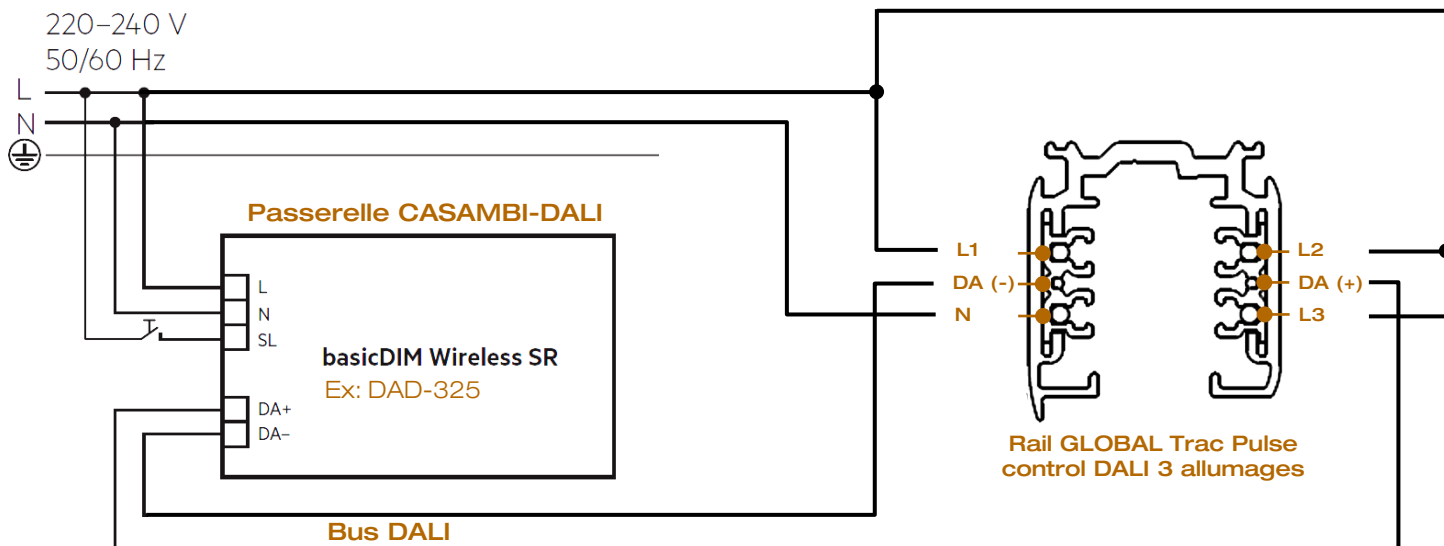 220–240 V
50/60 Hz
L
N
Passerelle CASAMBI-DALI
L
N
T
SL
basicDIM Wireless SR
Ex: DAD-325
DA+
DA–
Bus DALI
L1
DA (-)
N
L2
DA (+)
L3
Rail GLOBAL Trac Pulse
control DALI 3 allumages